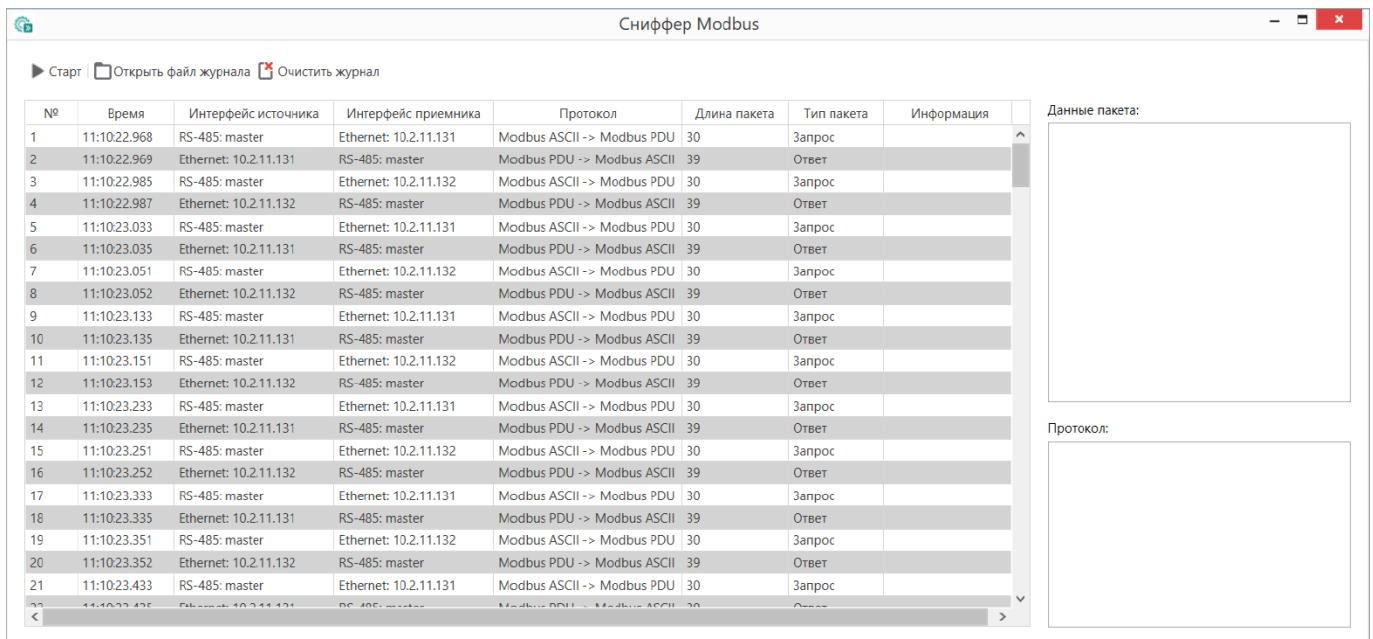 Сниффер Modbus
Старт Открыть файл журнала Очистить журнал
№ Время Интерфейс источника Интерфейс приемника Протокол Длина пакета Тип пакета Информация Данные пакета:
1 11:10:22.968 RS-485: master Ethernet: 10.2.11.131 Modbus ASCII -> Modbus PDU 30 Запрос
2 11:10:22.969 Ethernet: 10.2.11.131 RS-485: master Modbus PDU -> Modbus ASCII 39 Ответ
3 11:10:22.985 RS-485: master Ethernet: 10.2.11.132 Modbus ASCII -> Modbus PDU 30 Запрос
4 11:10:22.987 Ethernet: 10.2.11.132 RS-485: master Modbus PDU -> Modbus ASCII 39 Ответ
5 11:10:23.033 RS-485: master Ethernet: 10.2.11.131 Modbus ASCII -> Modbus PDU 30 Запрос
6 11:10:23.035 Ethernet: 10.2.11.131 RS-485: master Modbus PDU -> Modbus ASCII 39 Ответ
7 11:10:23.051 RS-485: master Ethernet: 10.2.11.132 Modbus ASCII -> Modbus PDU 30 Запрос
8 11:10:23.052 Ethernet: 10.2.11.132 RS-485: master Modbus PDU -> Modbus ASCII 39 Ответ
9 11:10:23.133 RS-485: master Ethernet: 10.2.11.131 Modbus ASCII -> Modbus PDU 30 Запрос
10 11:10:23.135 Ethernet: 10.2.11.131 RS-485: master Modbus PDU -> Modbus ASCII 39 Ответ
11 11:10:23.151 RS-485: master Ethernet: 10.2.11.132 Modbus ASCII -> Modbus PDU 30 Запрос
12 11:10:23.153 Ethernet: 10.2.11.132 RS-485: master Modbus PDU -> Modbus ASCII 39 Ответ
13 11:10:23.233 RS-485: master Ethernet: 10.2.11.131 Modbus ASCII -> Modbus PDU 30 Запрос
14 11:10:23.235 Ethernet: 10.2.11.131 RS-485: master Modbus PDU -> Modbus ASCII 39 Ответ
Протокол:
15 11:10:23.251 RS-485: master Ethernet: 10.2.11.132 Modbus ASCII -> Modbus PDU 30 Запрос
16 11:10:23.252 Ethernet: 10.2.11.132 RS-485: master Modbus PDU -> Modbus ASCII 39 Ответ
17 11:10:23.333 RS-485: master Ethernet: 10.2.11.131 Modbus ASCII -> Modbus PDU 30 Запрос
18 11:10:23.335 Ethernet: 10.2.11.131 RS-485: master Modbus PDU -> Modbus ASCII 39 Ответ
19 11:10:23.351 RS-485: master Ethernet: 10.2.11.132 Modbus ASCII -> Modbus PDU 30 Запрос
20 11:10:23.352 Ethernet: 10.2.11.132 RS-485: master Modbus PDU -> Modbus ASCII 39 Ответ
21 11:10:23.433 RS-485: master Ethernet: 10.2.11.131 Modbus ASCII -> Modbus PDU 30 Запрос